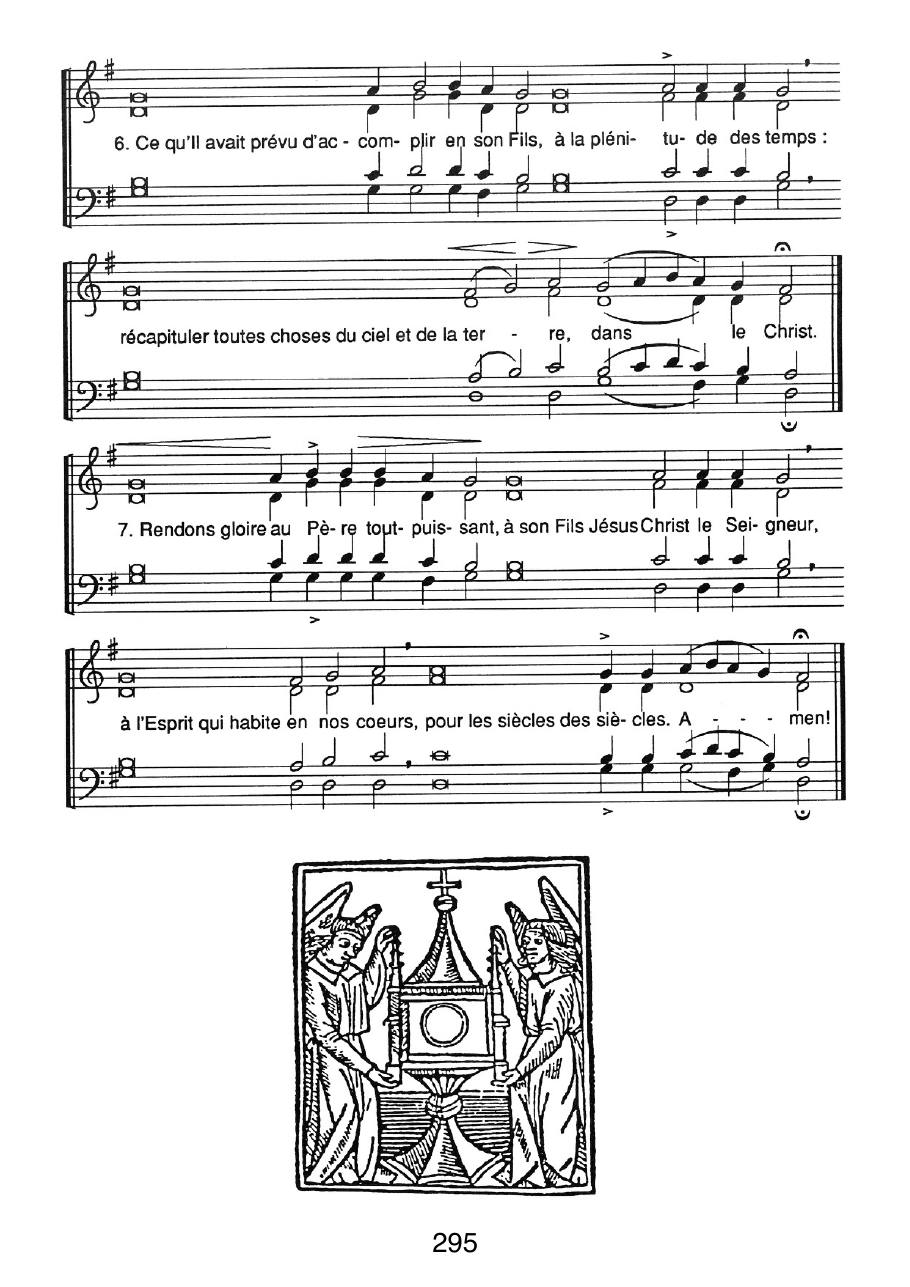 6. Ce qu'Il avait prévu d'ac - com- plir en son Fils, à la pléni- tu- de des temps :
récapituler toutes choses du ciel et de la ter - re, dans le Christ.
7. Rendons gloire au Pè- re tout- puis- sant, à son Fils Jésus Christ le Sei- gneur,
à l'Esprit qui habite en nos coeurs, pour les siècles des siè- cles. A - - - men!
295